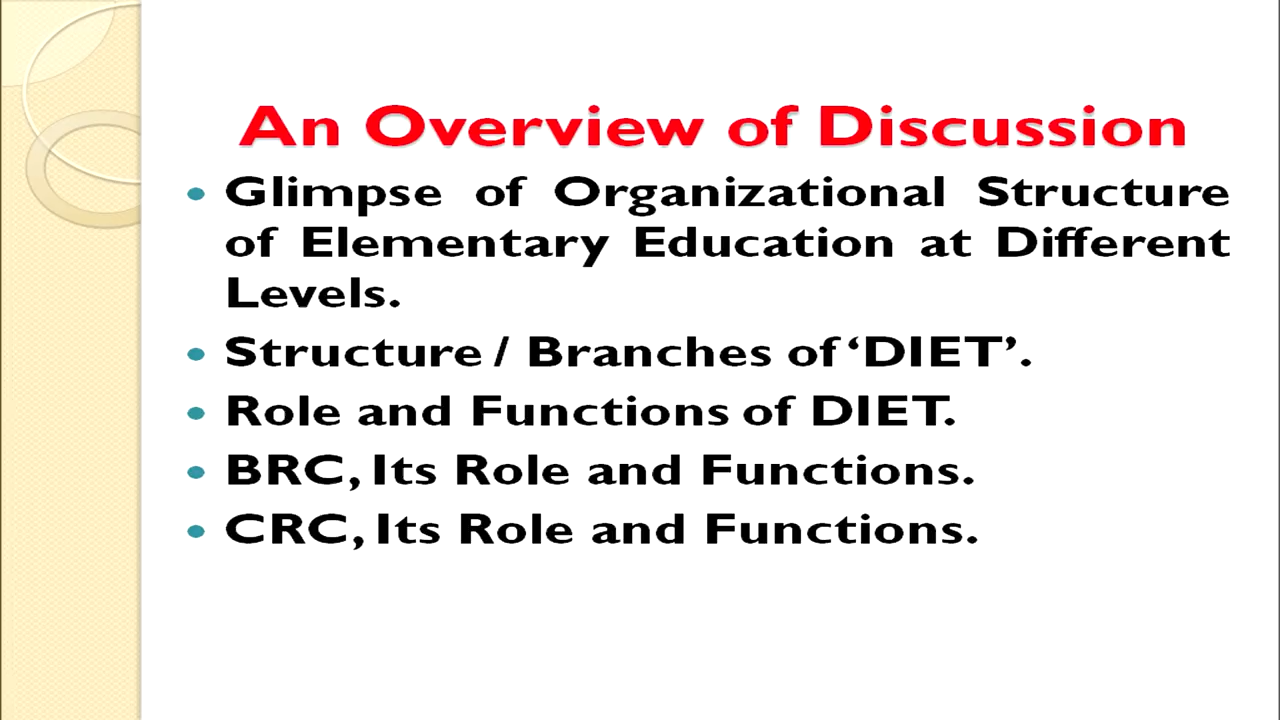 An Overview of Discussion
• Glimpse of Organizational Structure
of Elementary Education at Different
Levels.
• Structure / Branches of ‘DIET’.
• Role and Functions of DIET.
• BRC, Its Role and Functions.
• CRC, Its Role and Functions.